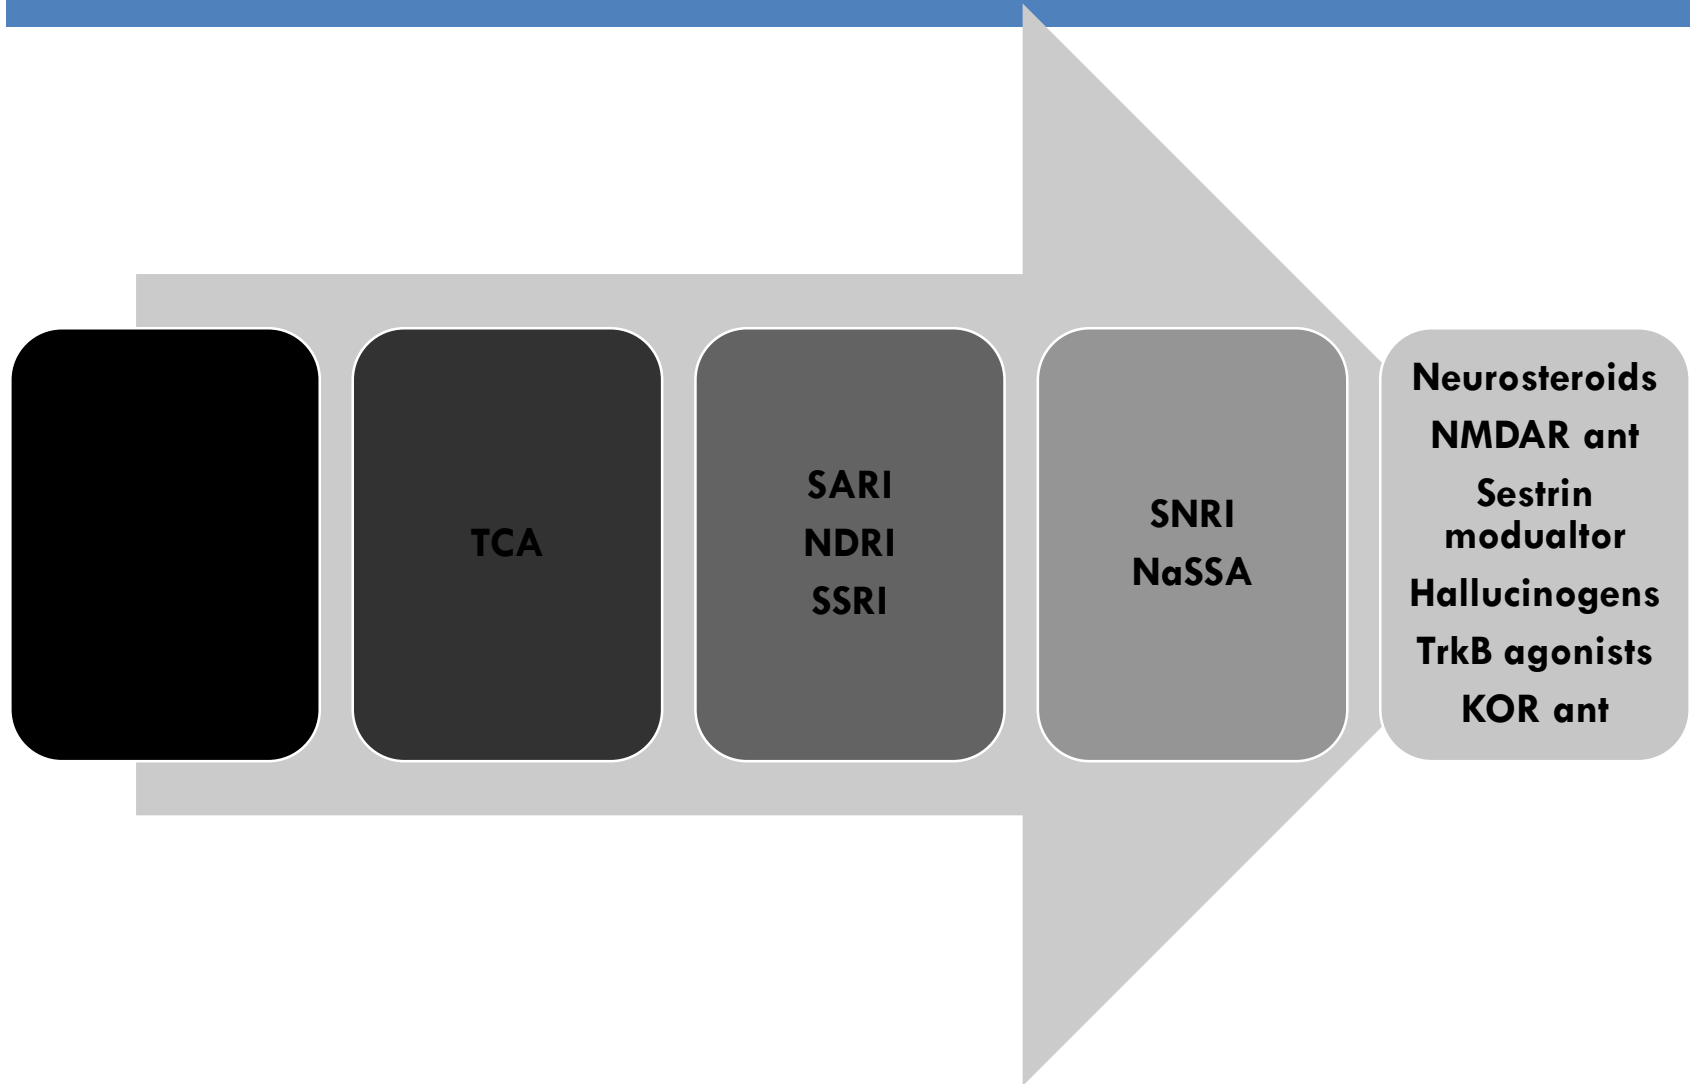 TCA
SARI
NDRI
SSRI
SNRI
NaSSA
Neurosteroids
NMDAR ant
Sestrin
modualtor
Hallucinogens
TrkB agonists
KOR ant